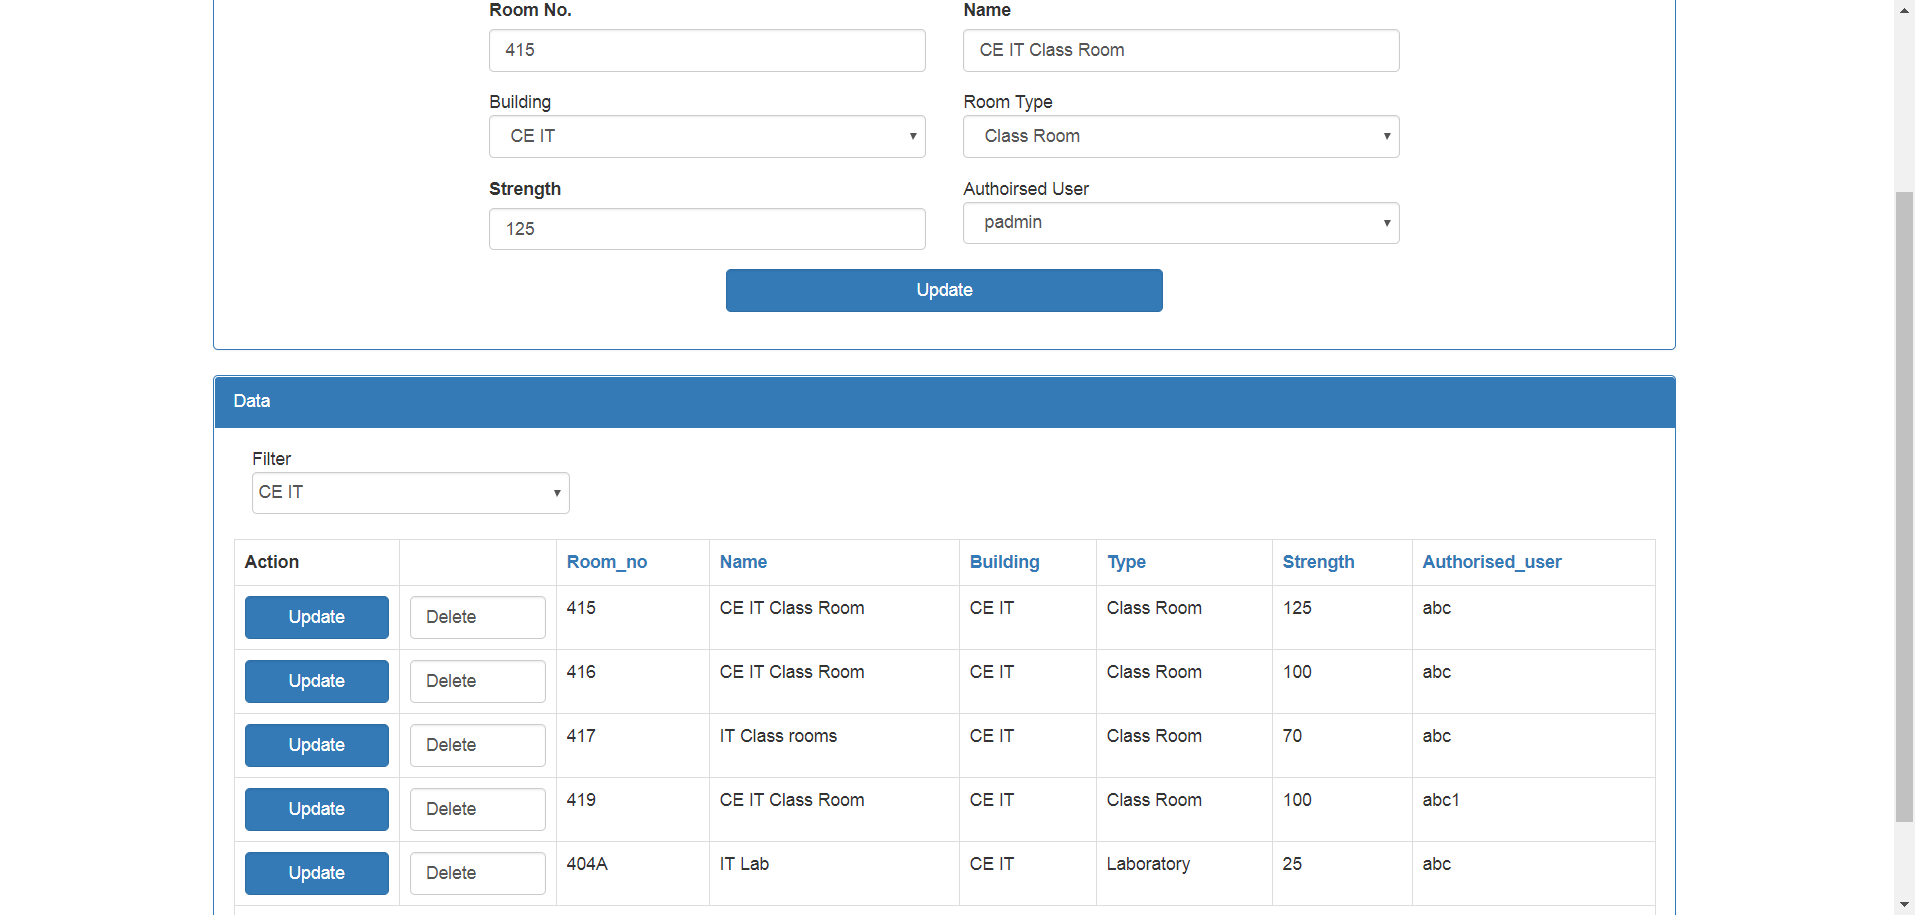 Room No. Name
415 CE IT Class Room
Building Room Type
CE IT Class Room
Strength Authoirsed User
125 padmin
Update
Data
Filter
CE IT
Action Room_no Name Building Type Strength Authorised_user
Update Delete 415 CE IT Class Room CE IT Class Room 125 abc
Update Delete 416 CE IT Class Room CE IT Class Room 100 abc
Update Delete 417 IT Class rooms CE IT Class Room 70 abc
Update Delete 419 CE IT Class Room CE IT Class Room 100 abc1
Update Delete 404A IT Lab CE IT Laboratory 25 abc